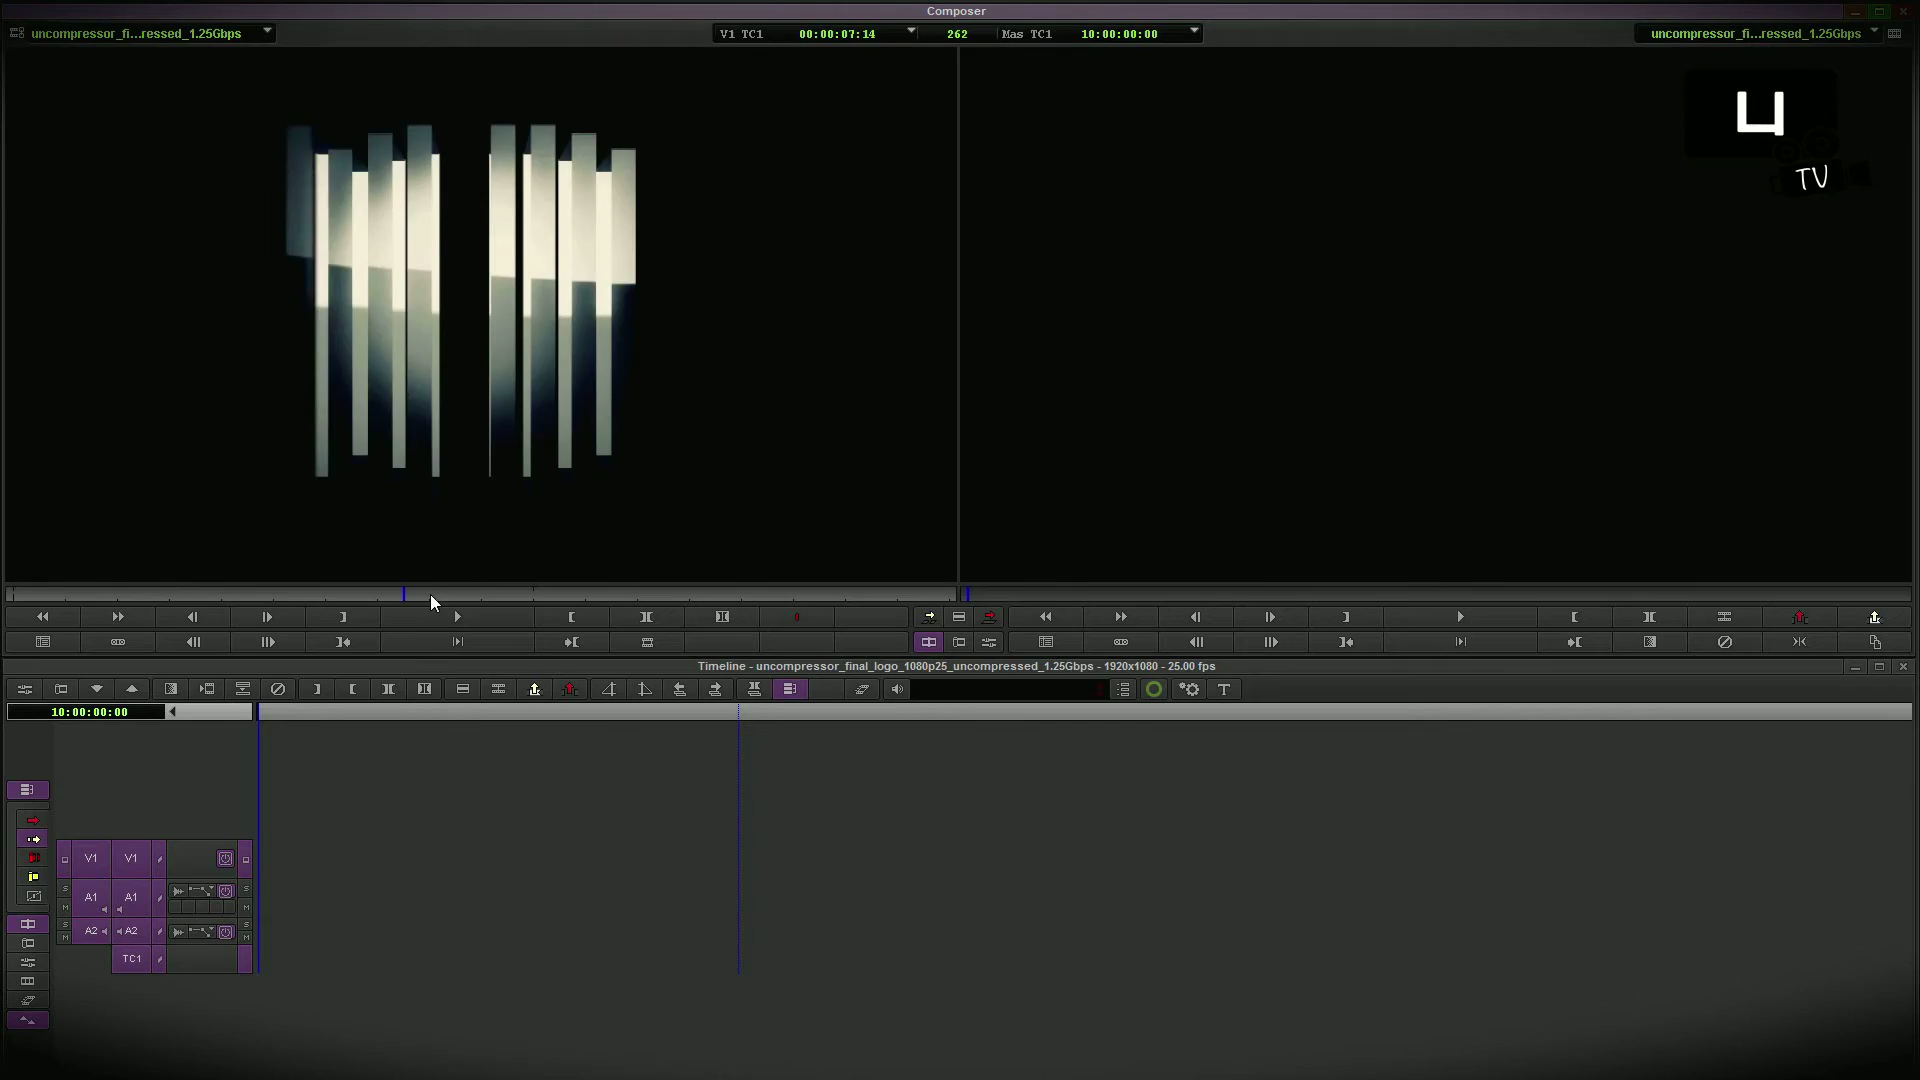 Composer
uncompressor_fi...ressed_1.25Gbps
V1 TC1 00:00:07:14 262 Mas TC1 10:00:00:00
uncompressor_fi...ressed_1.25Gbps
TV
Timeline - uncompressor_final_logo_1080p25_uncompressed_1.25Gbps - 1920x1080 - 25.00 fps
T
10:00:00:00
V1 V1
S A1 A1 S
M M
S A2 A2 S
M M
TC1